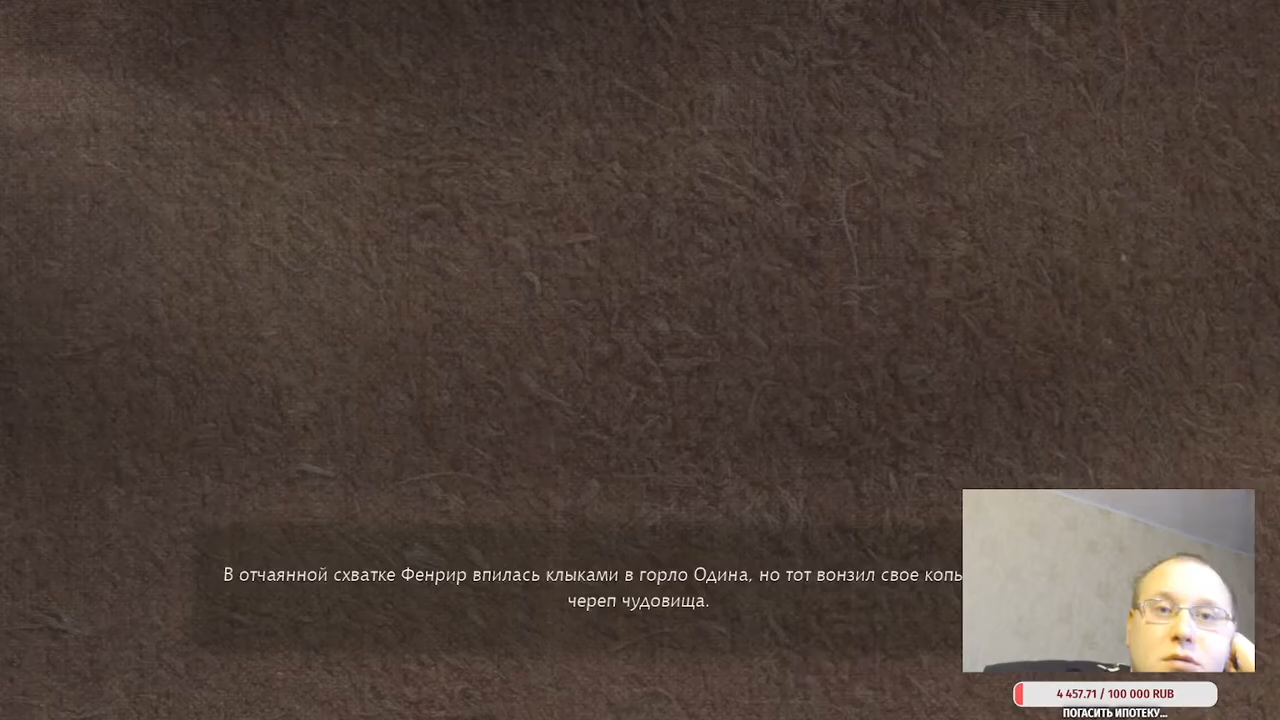 В отчаянной схватке Фенрир впилась клыками в горло Одина, но тот вонзил свое копь
череп чудовища.
4 457.71 / 100 000 RUB
ПОГАСИТЬ ИПОТЕКУ...